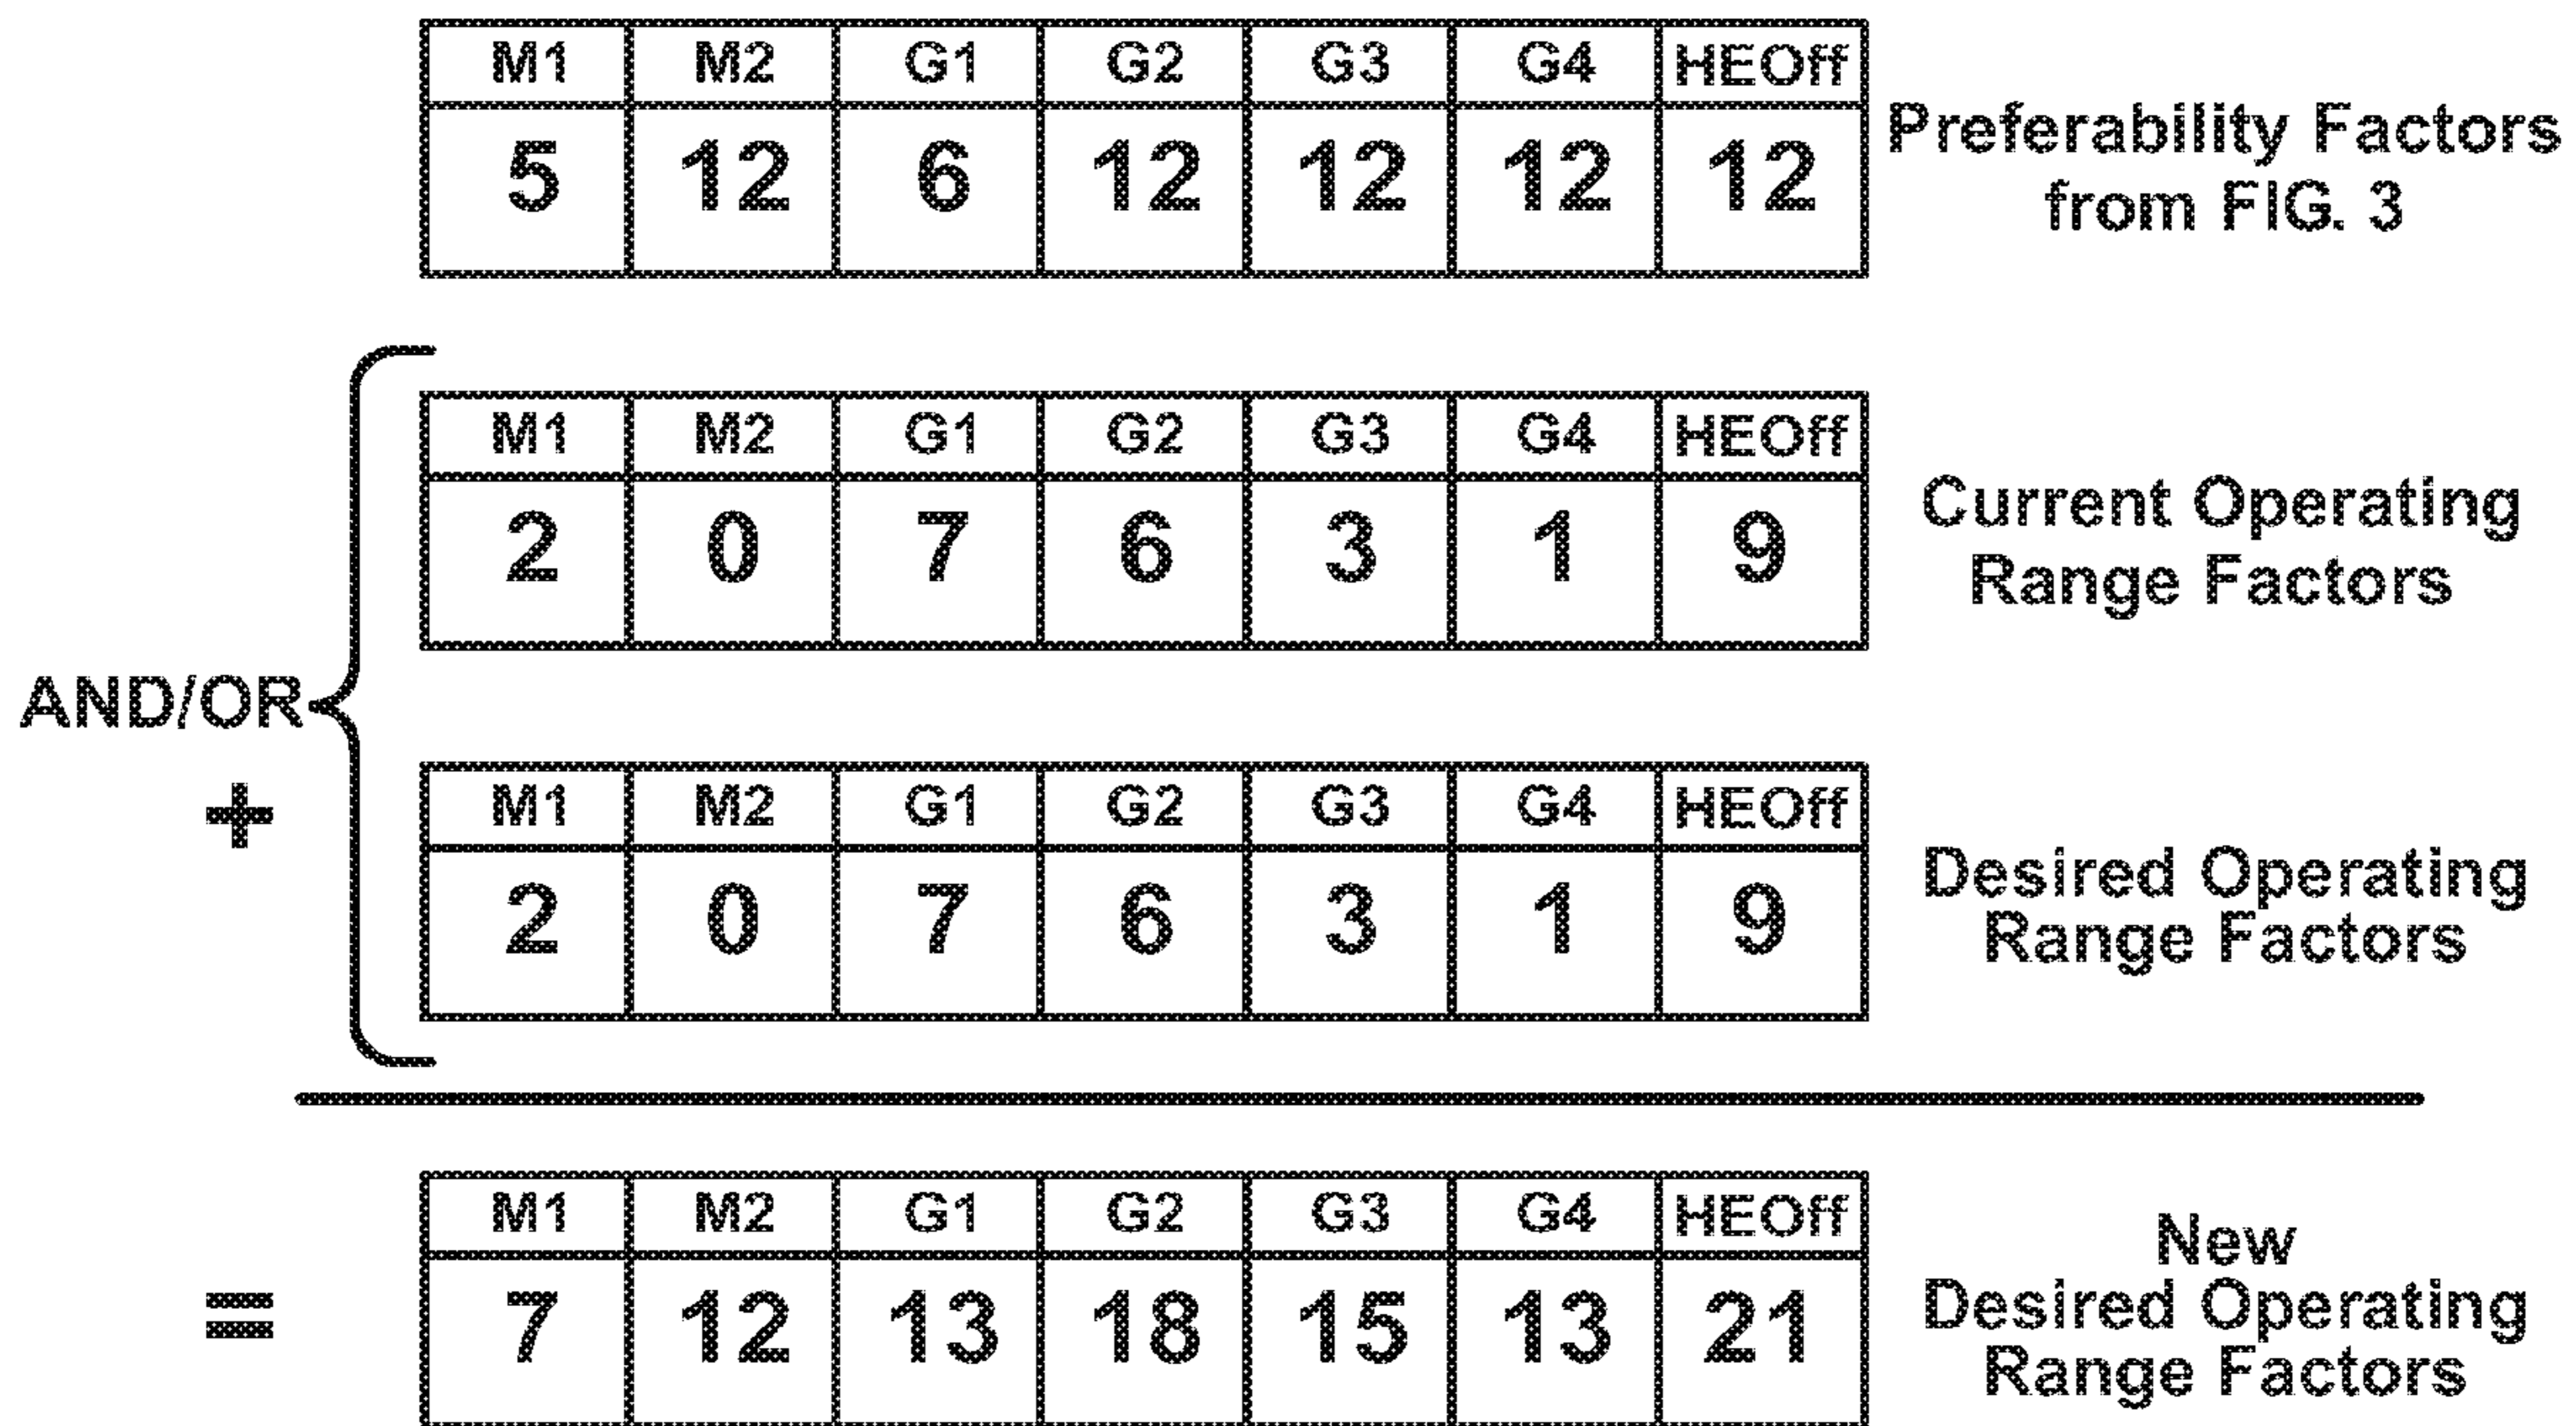 M1 M2 G1 G2 G3 G4 HEOff
5 12 6 12 12 12 12
Preferability Factors
from FIG. 3
M1 M2 G1 G2 G3 G4 HEOff
2 0 7 6 3 1 9
Current Operating
Range Factors
AND/OR
+
M1 M2 G1 G2 G3 G4 HEOff
2 0 7 6 3 1 9
Desired Operating
Range Factors
=
M1 M2 G1 G2 G3 G4 HEOff
7 12 13 18 15 13 21
New
Desired Operating
Range Factors